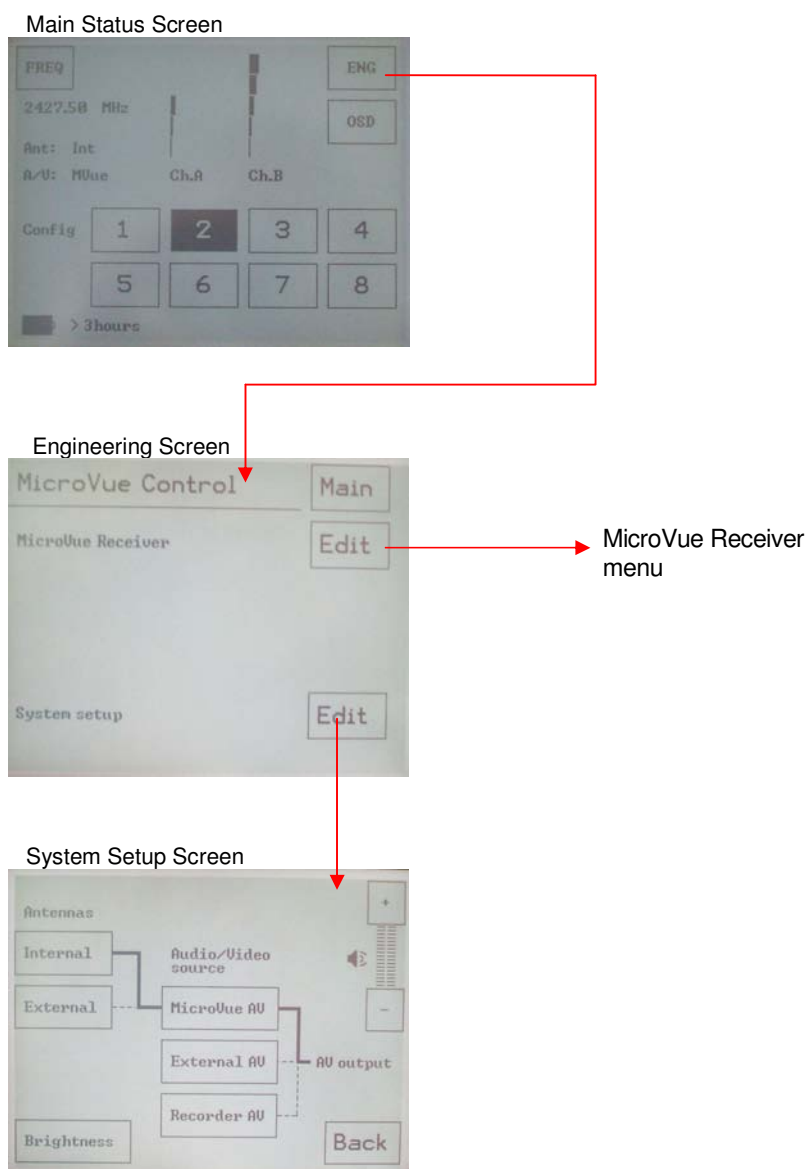 Main Status Screen
FREQ
ENG
2427.50 MHz
OSD
Ant: Int
A/V: MVue Ch.A Ch.B
Config 1 2 3 4
5 6 7 8
> 3hours
Engineering Screen
MicroVue Control Main
MicroVue Receiver Edit
MicroVue Receiver
menu
System setup Edit
System Setup Screen
+
Antennas
Internal
Audio/Video
source
External
MicroVue AV
-
External AV
AV output
Recorder AV
Brightness
Back